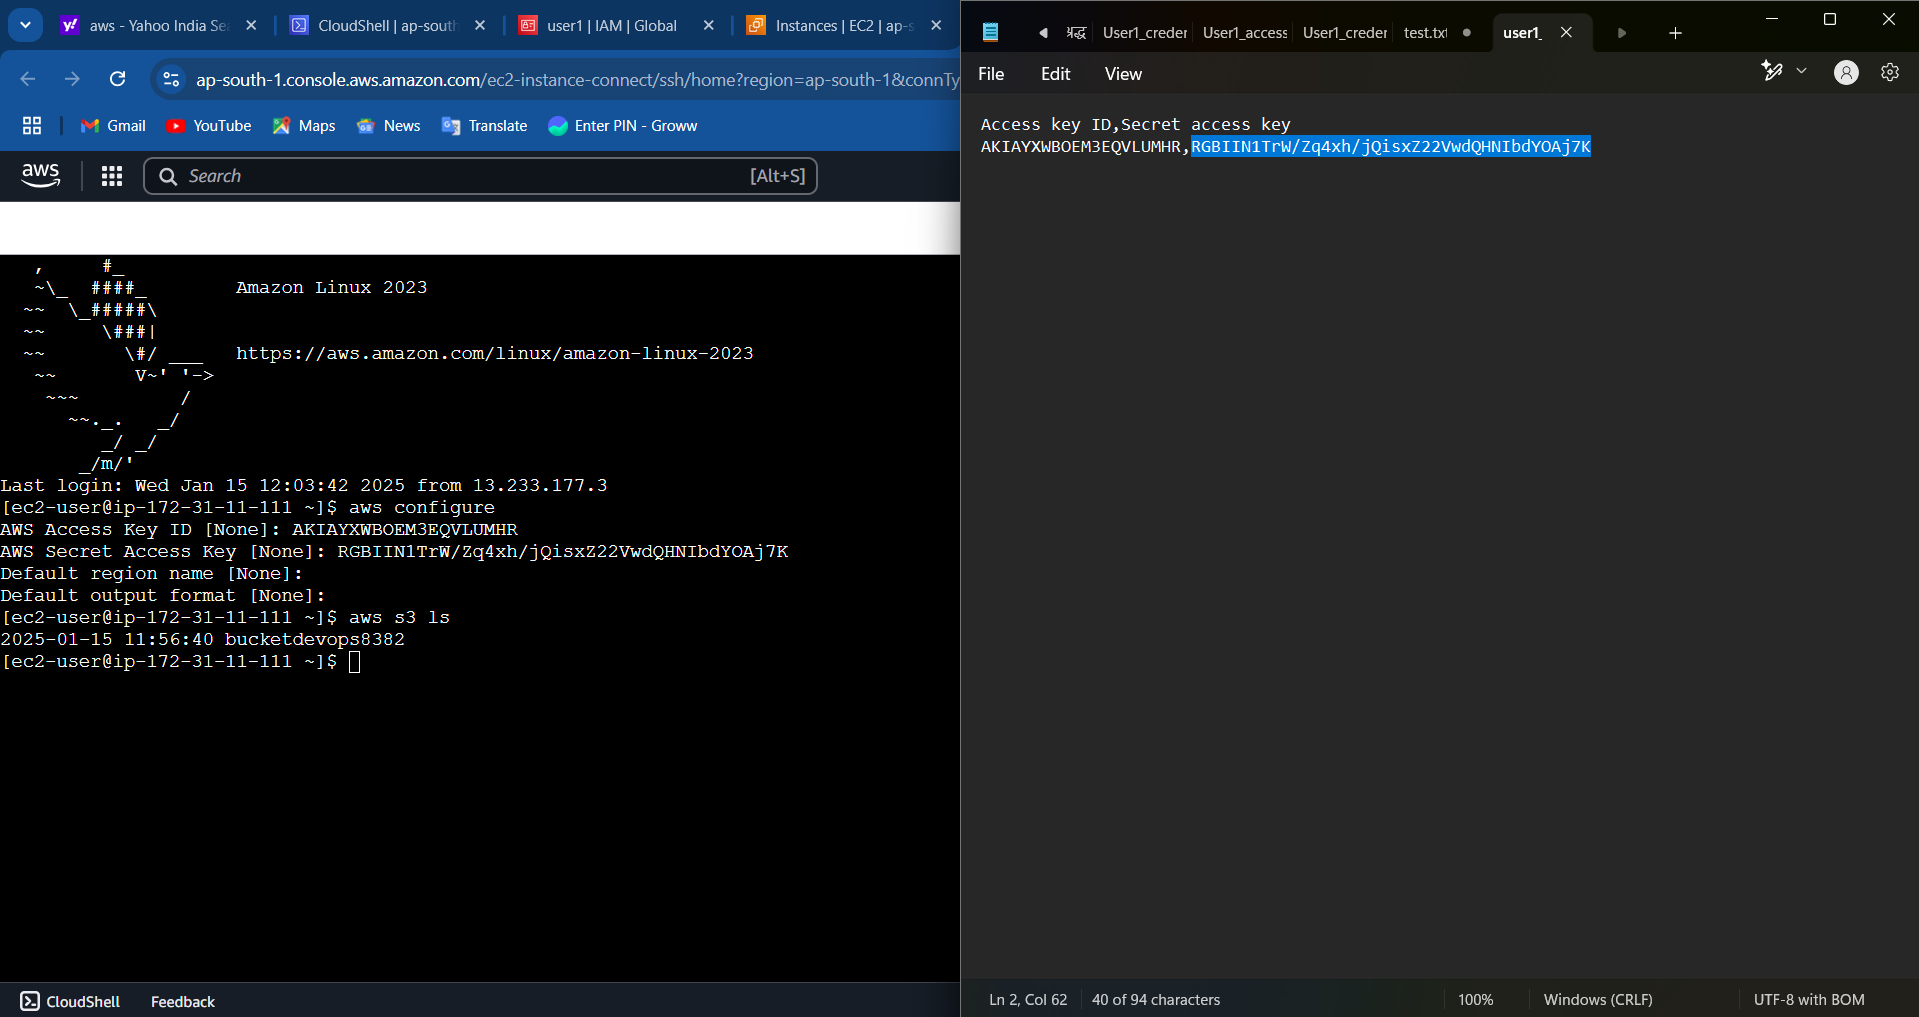 aws - Yahoo India Se
CloudShell | ap-south
user1 | IAM | Global
Instances | EC2 | ap-s
ap-south-1.console.aws.amazon.com/ec2-instance-connect/ssh/home?region=ap-south-1&connTy
Gmail YouTube Maps News Translate Enter PIN - Groww
aws Search [Alt+S]
, #_
~\_ ####_ Amazon Linux 2023
~~ \_#####\
~~ \###|
~~ \#/ ___ https://aws.amazon.com/linux/amazon-linux-2023
~~ V~' '->
~~~ /
~~._. _/
_/ _/
_/m/'
Last login: Wed Jan 15 12:03:42 2025 from 13.233.177.3
[ec2-user@ip-172-31-11-111 ~]$ aws configure
AWS Access Key ID [None]: AKIAYXWBOEM3EQVLUMHR
AWS Secret Access Key [None]: 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
Default region name [None]:
Default output format [None]:
[ec2-user@ip-172-31-11-111 ~]$ aws s3 ls
2025-01-15 11:56:40 bucketdevops8382
[ec2-user@ip-172-31-11-111 ~]$
CloudShell Feedback
User1_creder User1_access User1_creder test.txt user1_
File Edit View
Access key ID,Secret access key
AKIAYXWBOEM3EQVLUMHR,RGBIIN1TrW/Zq4xh/jQisxZ22VwdQHNIbdYOAj7K
Ln 2, Col 62 40 of 94 characters 100% Windows (CRLF) UTF-8 with BOM